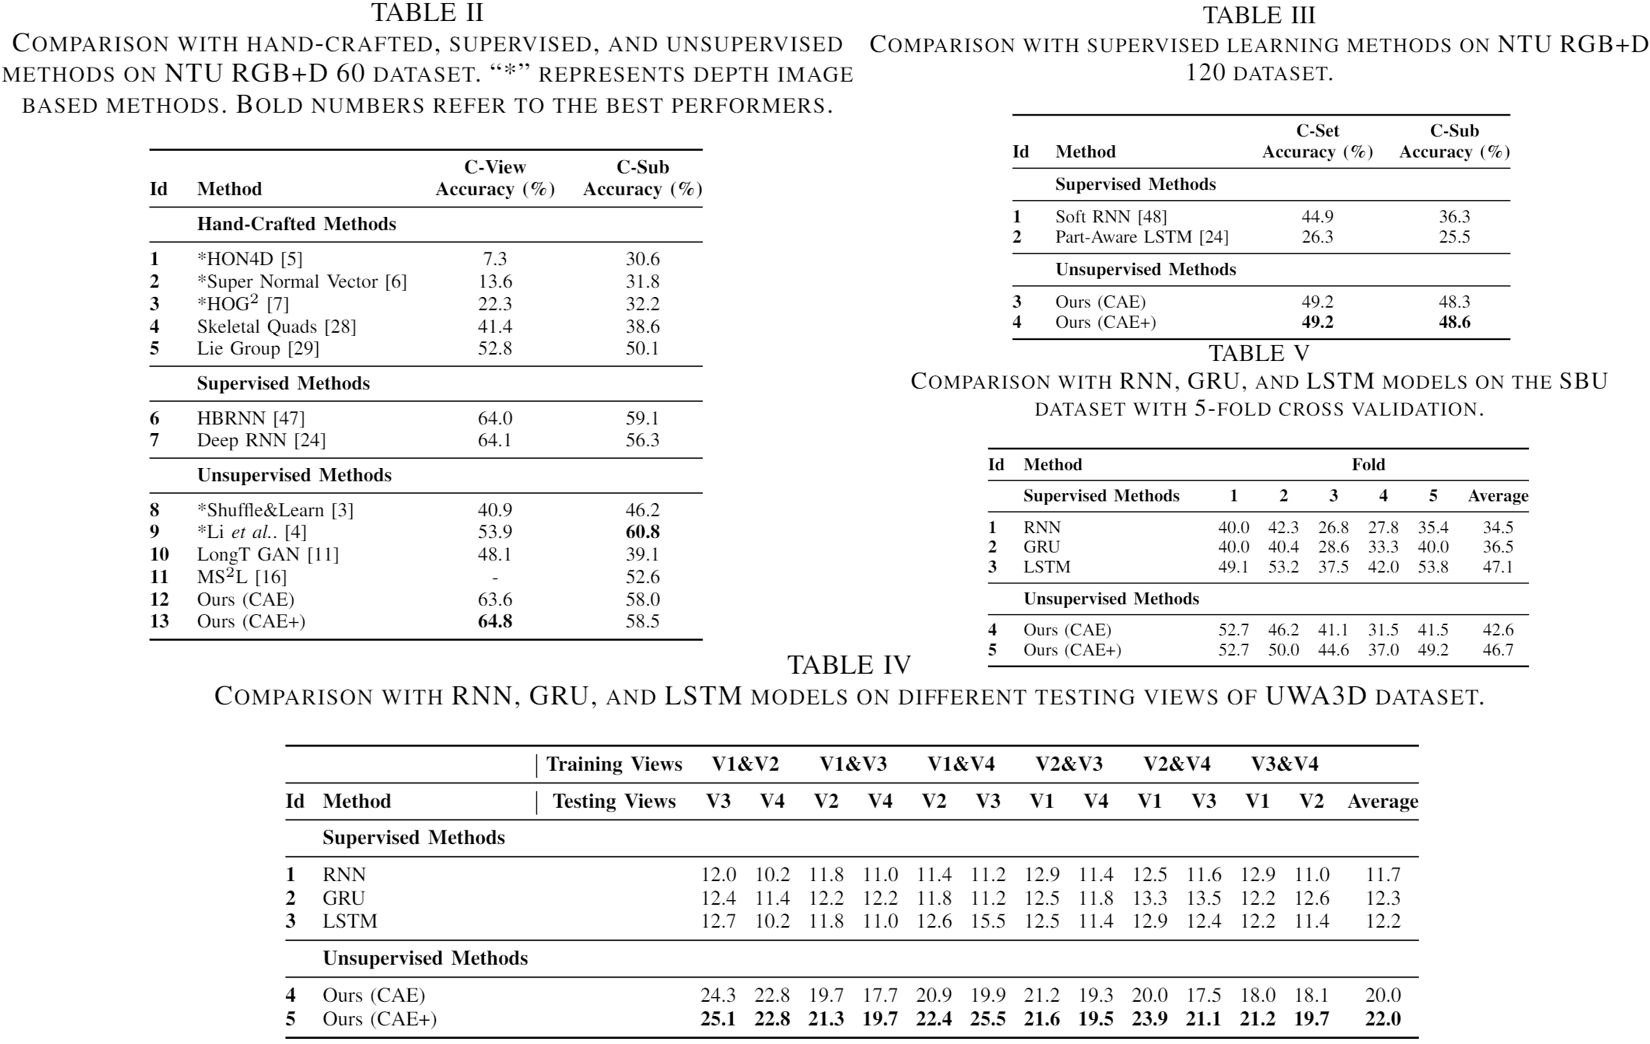 TABLE II
COMPARISON WITH HAND-CRAFTED, SUPERVISED, AND UNSUPERVISED
METHODS ON NTU RGB+D 60 DATASET. “*” REPRESENTS DEPTH IMAGE
BASED METHODS. BOLD NUMBERS REFER TO THE BEST PERFORMERS.
C-View C-Sub
Id Method Accuracy (%) Accuracy (%)
Hand-Crafted Methods
1 *HON4D [5] 7.3 30.6
2 *Super Normal Vector [6] 13.6 31.8
3 *HOG² [7] 22.3 32.2
4 Skeletal Quads [28] 41.4 38.6
5 Lie Group [29] 52.8 50.1
Supervised Methods
6 HBRNN [47] 64.0 59.1
7 Deep RNN [24] 64.1 56.3
Unsupervised Methods
8 *Shuffle&Learn [3] 40.9 46.2
9 *Li et al.. [4] 53.9 60.8
10 LongT GAN [11] 48.1 39.1
11 MS²L [16] - 52.6
12 Ours (CAE) 63.6 58.0
13 Ours (CAE+) 64.8 58.5
TABLE III
COMPARISON WITH SUPERVISED LEARNING METHODS ON NTU RGB+D
120 DATASET.
C-Set C-Sub
Id Method Accuracy (%) Accuracy (%)
Supervised Methods
1 Soft RNN [48] 44.9 36.3
2 Part-Aware LSTM [24] 26.3 25.5
Unsupervised Methods
3 Ours (CAE) 49.2 48.3
4 Ours (CAE+) 49.2 48.6
TABLE V
COMPARISON WITH RNN, GRU, AND LSTM MODELS ON THE SBU
DATASET WITH 5-FOLD CROSS VALIDATION.
Id Method Fold
Supervised Methods 1 2 3 4 5 Average
1 RNN 40.0 42.3 26.8 27.8 35.4 34.5
2 GRU 40.0 40.4 28.6 33.3 40.0 36.5
3 LSTM 49.1 53.2 37.5 42.0 53.8 47.1
Unsupervised Methods
4 Ours (CAE) 52.7 46.2 41.1 31.5 41.5 42.6
5 Ours (CAE+) 52.7 50.0 44.6 37.0 49.2 46.7
TABLE IV
COMPARISON WITH RNN, GRU, AND LSTM MODELS ON DIFFERENT TESTING VIEWS OF UWA3D DATASET.
Training Views V1&V2 V1&V3 V1&V4 V2&V3 V2&V4 V3&V4
Id Method Testing Views V3 V4 V2 V4 V2 V3 V1 V4 V1 V3 V1 V2 Average
Supervised Methods
1 RNN 12.0 10.2 11.8 11.0 11.4 11.2 12.9 11.4 12.5 11.6 12.9 11.0 11.7
2 GRU 12.4 11.4 12.2 12.2 11.8 11.2 12.5 11.8 13.3 13.5 12.2 12.6 12.3
3 LSTM 12.7 10.2 11.8 11.0 12.6 15.5 12.5 11.4 12.9 12.4 12.2 11.4 12.2
Unsupervised Methods
4 Ours (CAE) 24.3 22.8 19.7 17.7 20.9 19.9 21.2 19.3 20.0 17.5 18.0 18.1 20.0
5 Ours (CAE+) 25.1 22.8 21.3 19.7 22.4 25.5 21.6 19.5 23.9 21.1 21.2 19.7 22.0